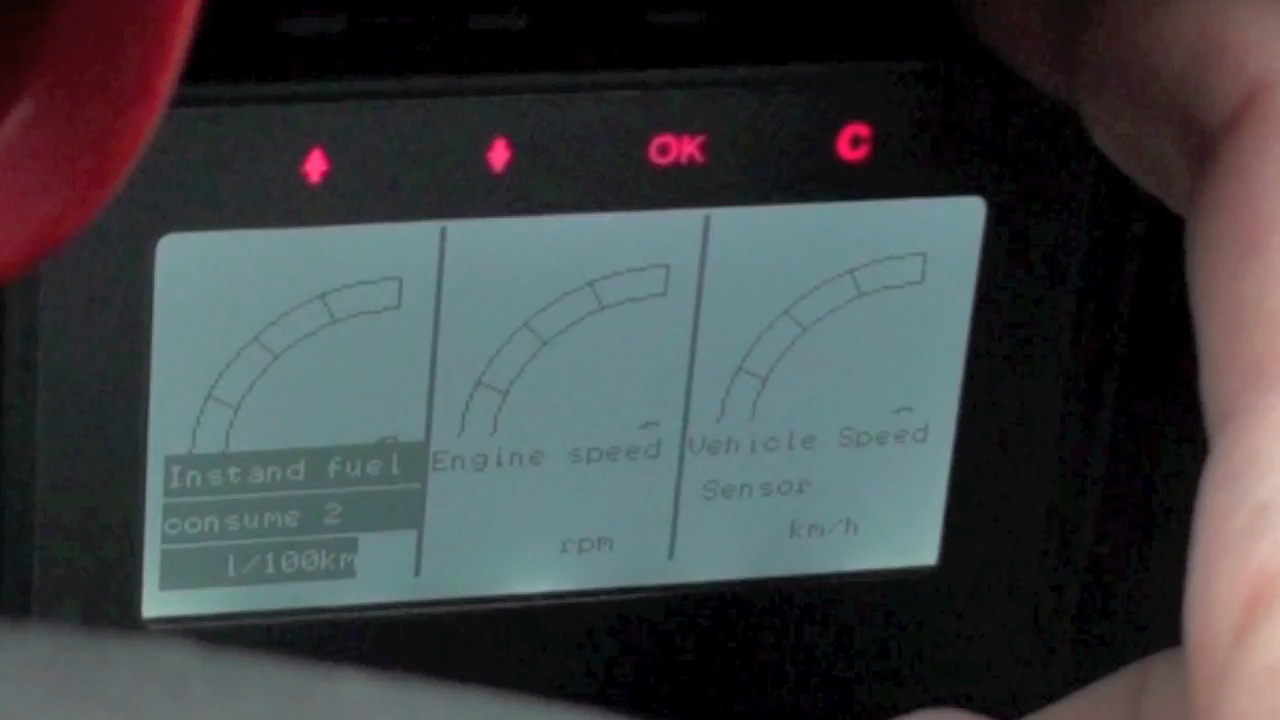 OK C
Instand fuel
consume 2
l/100km
Engine speed
rpm
Vehicle Speed
Sensor
km/h